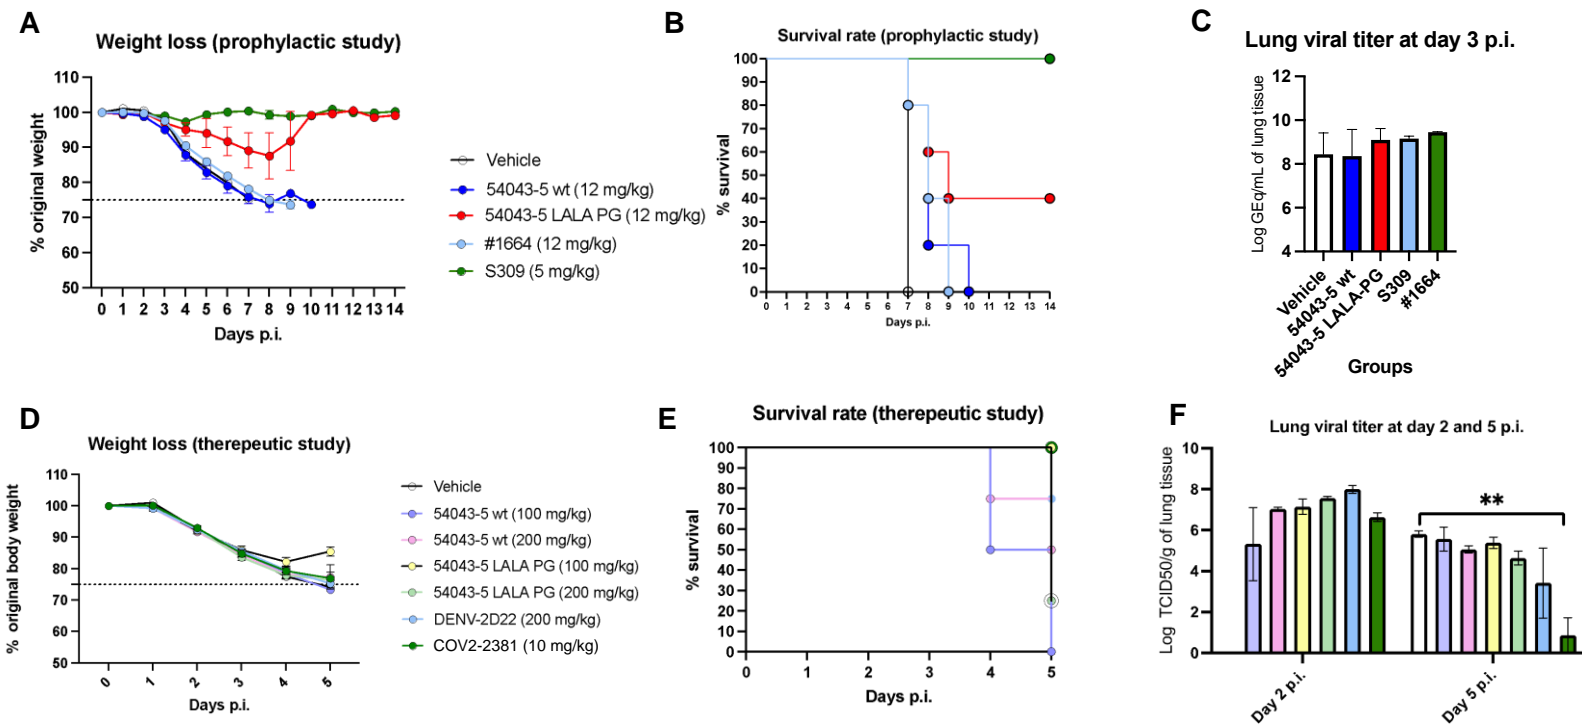 A
Weight loss (prophylactic study)
% original weight
110
100
90
80
70
60
50
0 1 2 3 4 5 6 7 8 9 10 11 12 13 14
Days p.i.
Vehicle
54043-5 wt (12 mg/kg)
54043-5 LALA PG (12 mg/kg)
#1664 (12 mg/kg)
S309 (5 mg/kg)
B
Survival rate (prophylactic study)
% survival
100
90
80
70
60
50
40
30
20
10
0
0 1 2 3 4 5 6 7 8 9 10 11 12 13 14
Days p.i.
C
Lung viral titer at day 3 p.i.
Log GEq/mL of lung tissue
12
10
8
6
4
Vehicle
54043-5 wt
54043-5 LALA-PG
S309
#1664
Groups
D
Weight loss (therepeutic study)
% original body weight
110
100
90
80
70
60
50
0 1 2 3 4 5
Days p.i.
Vehicle
54043-5 wt (100 mg/kg)
54043-5 wt (200 mg/kg)
54043-5 LALA PG (100 mg/kg)
54043-5 LALA PG (200 mg/kg)
DENV-2D22 (200 mg/kg)
COV2-2381 (10 mg/kg)
E
Survival rate (therepeutic study)
% survival
100
90
80
70
60
50
40
30
20
10
0
0 1 2 3 4 5
Days p.i.
F
Lung viral titer at day 2 and 5 p.i.
Log TCID50/g of lung tissue
10
8
6
4
2
0
**
Day 2 p.i.
Day 5 p.i.